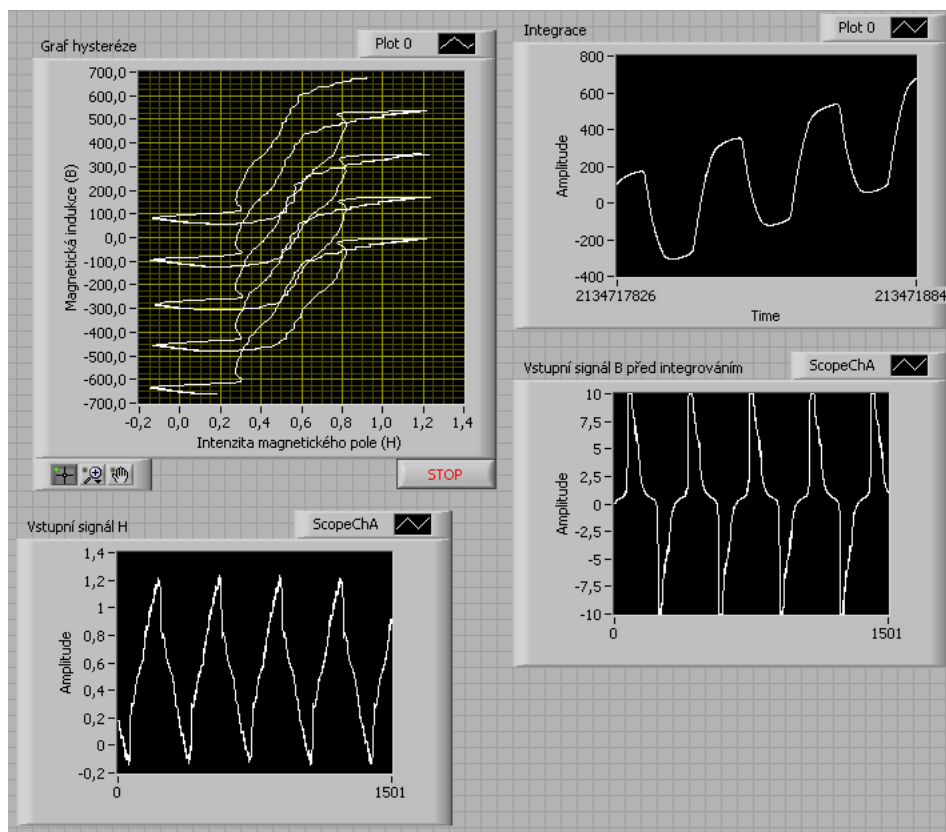 Graf hysteréze
Plot 0
700,0
600,0
500,0
400,0
300,0
200,0
100,0
0,0
-100,0
-200,0
-300,0
-400,0
-500,0
-600,0
-700,0
Magnetická indukce (B)
-0,2 0,0 0,2 0,4 0,6 0,8 1,0 1,2 1,4
Intenzita magnetického pole (H)
STOP
Integrace
Plot 0
800
600
400
200
0
-200
-400
Amplitude
2134717826 213471884
Time
Vstupní signál B před integrováním
ScopeChA
10
7,5
5
2,5
0
-2,5
-5
-7,5
-10
Amplitude
0 1501
Vstupní signál H
ScopeChA
1,4
1,2
1
0,8
0,6
0,4
0,2
0
-0,2
Amplitude
0 1501